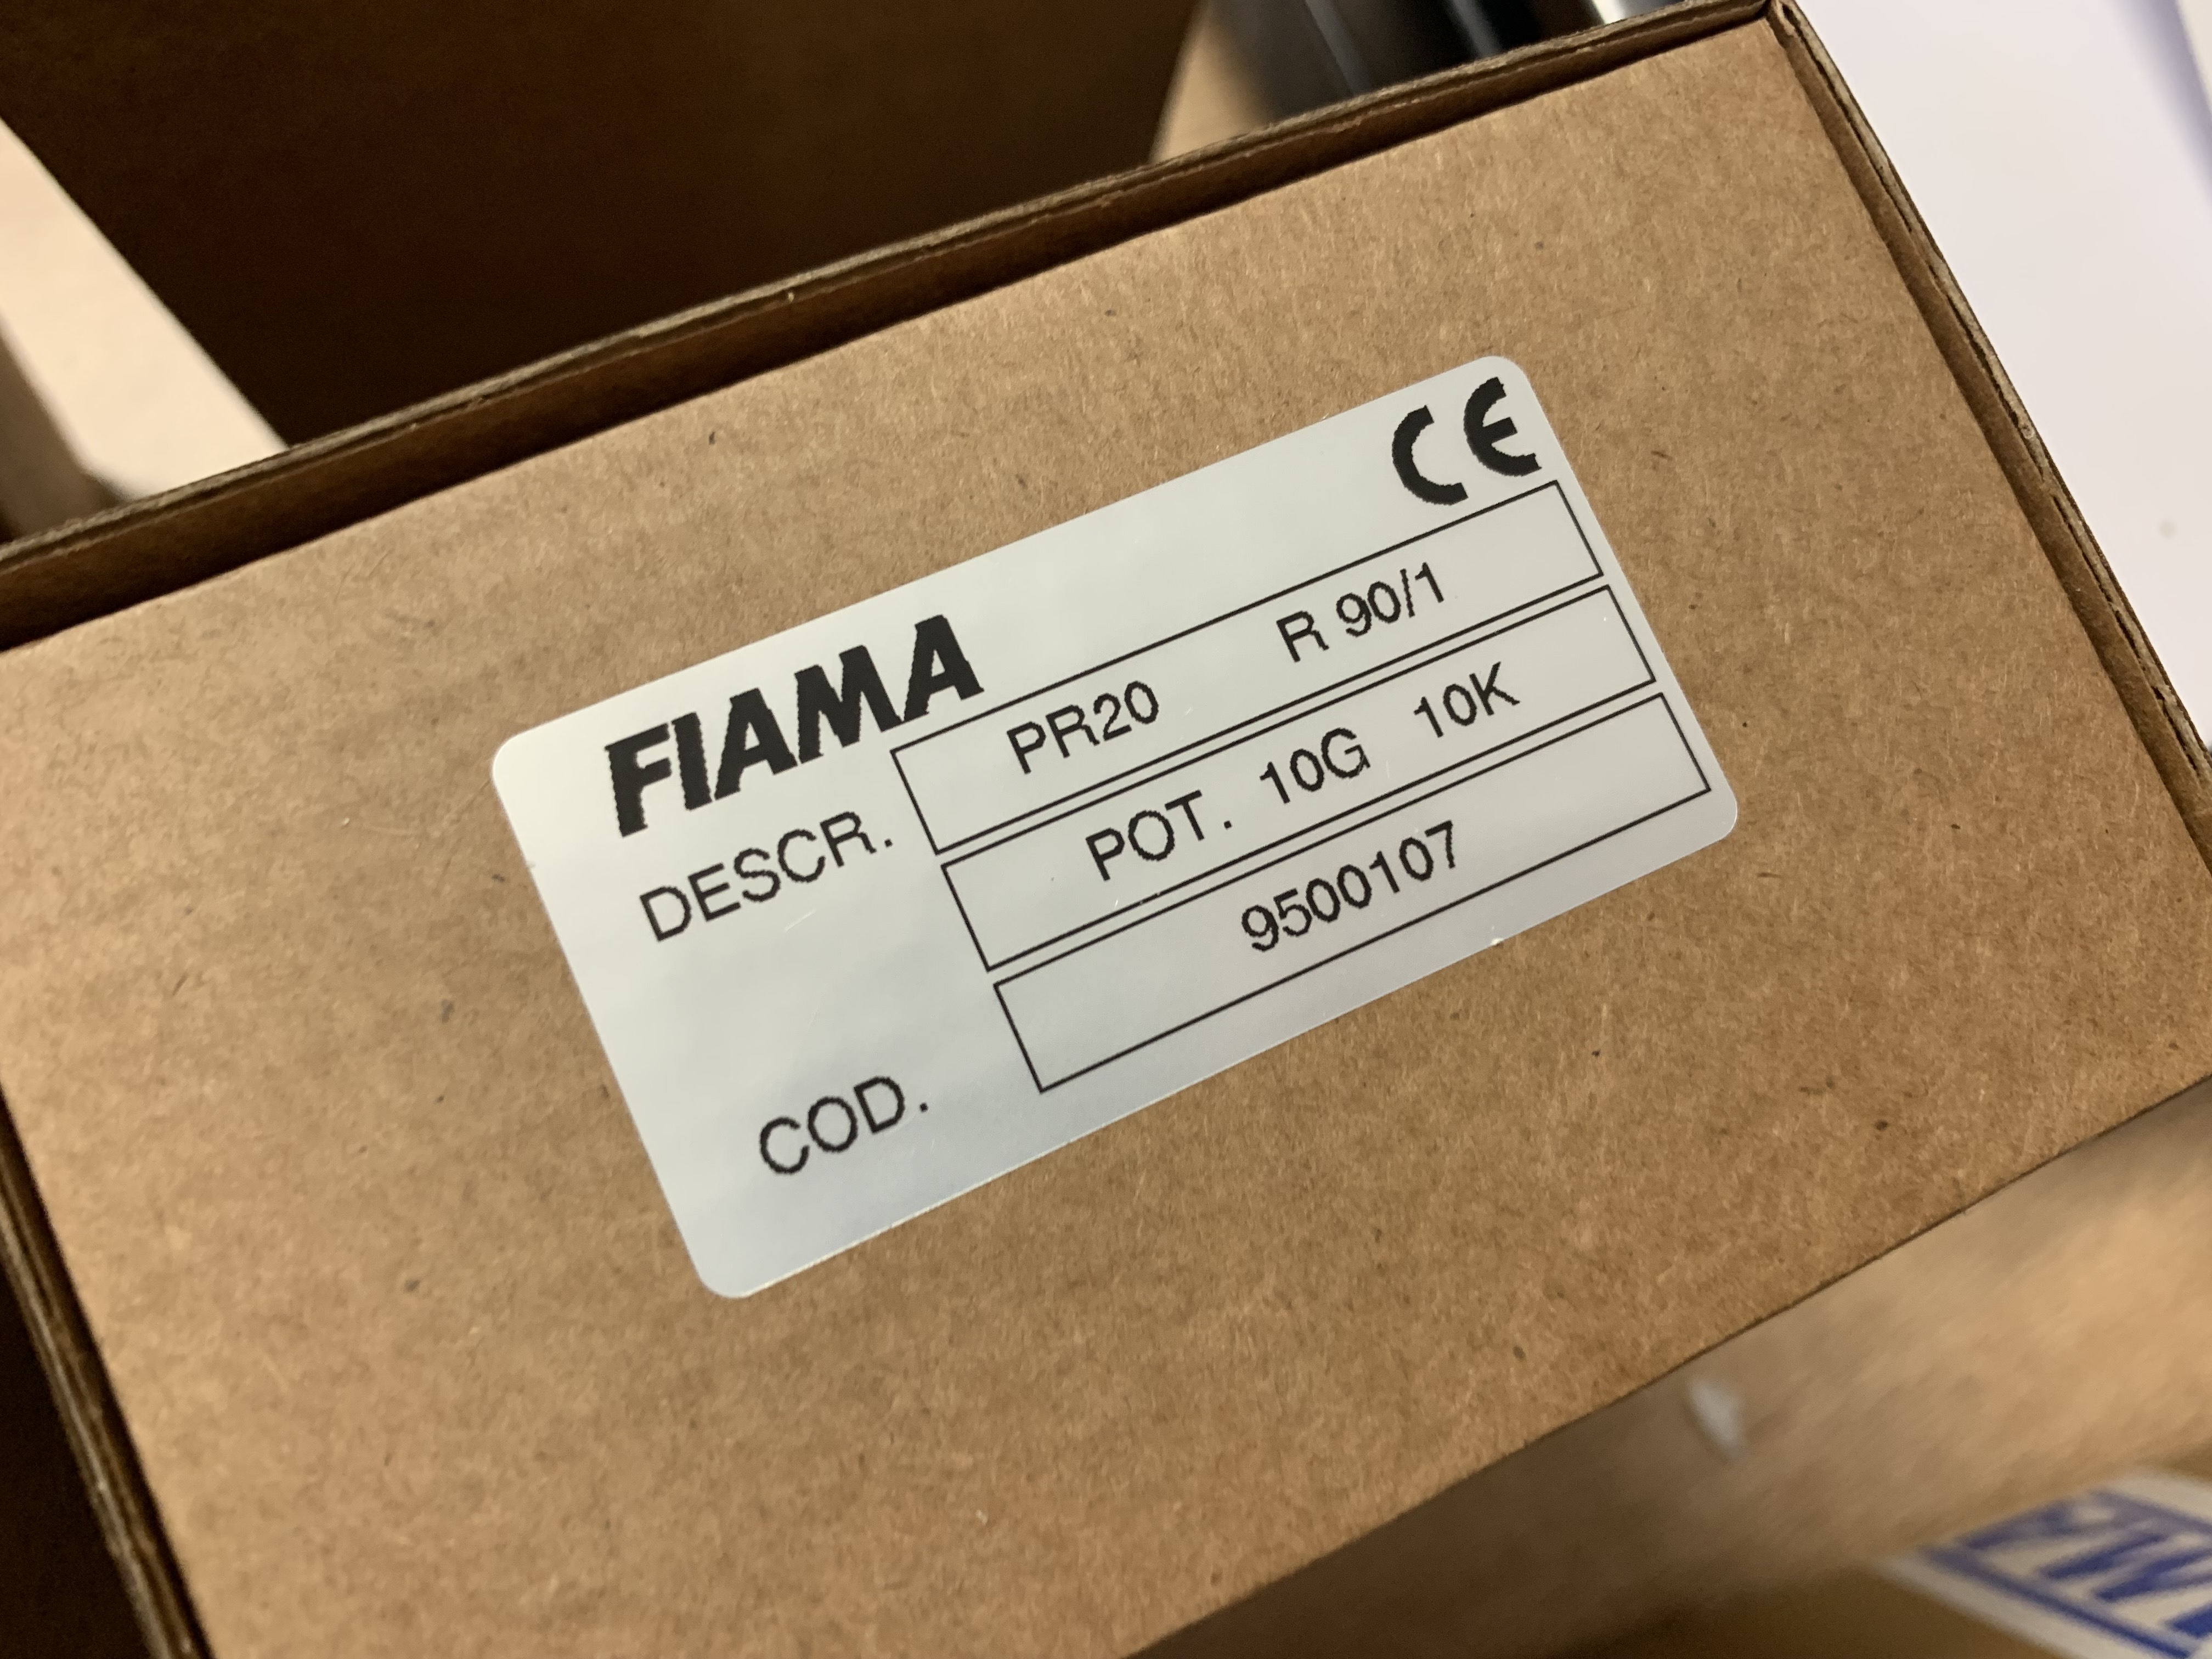 CE
FIAMA
DESCR. PR20 R 90/1
POT. 10G 10K
COD. 9500107